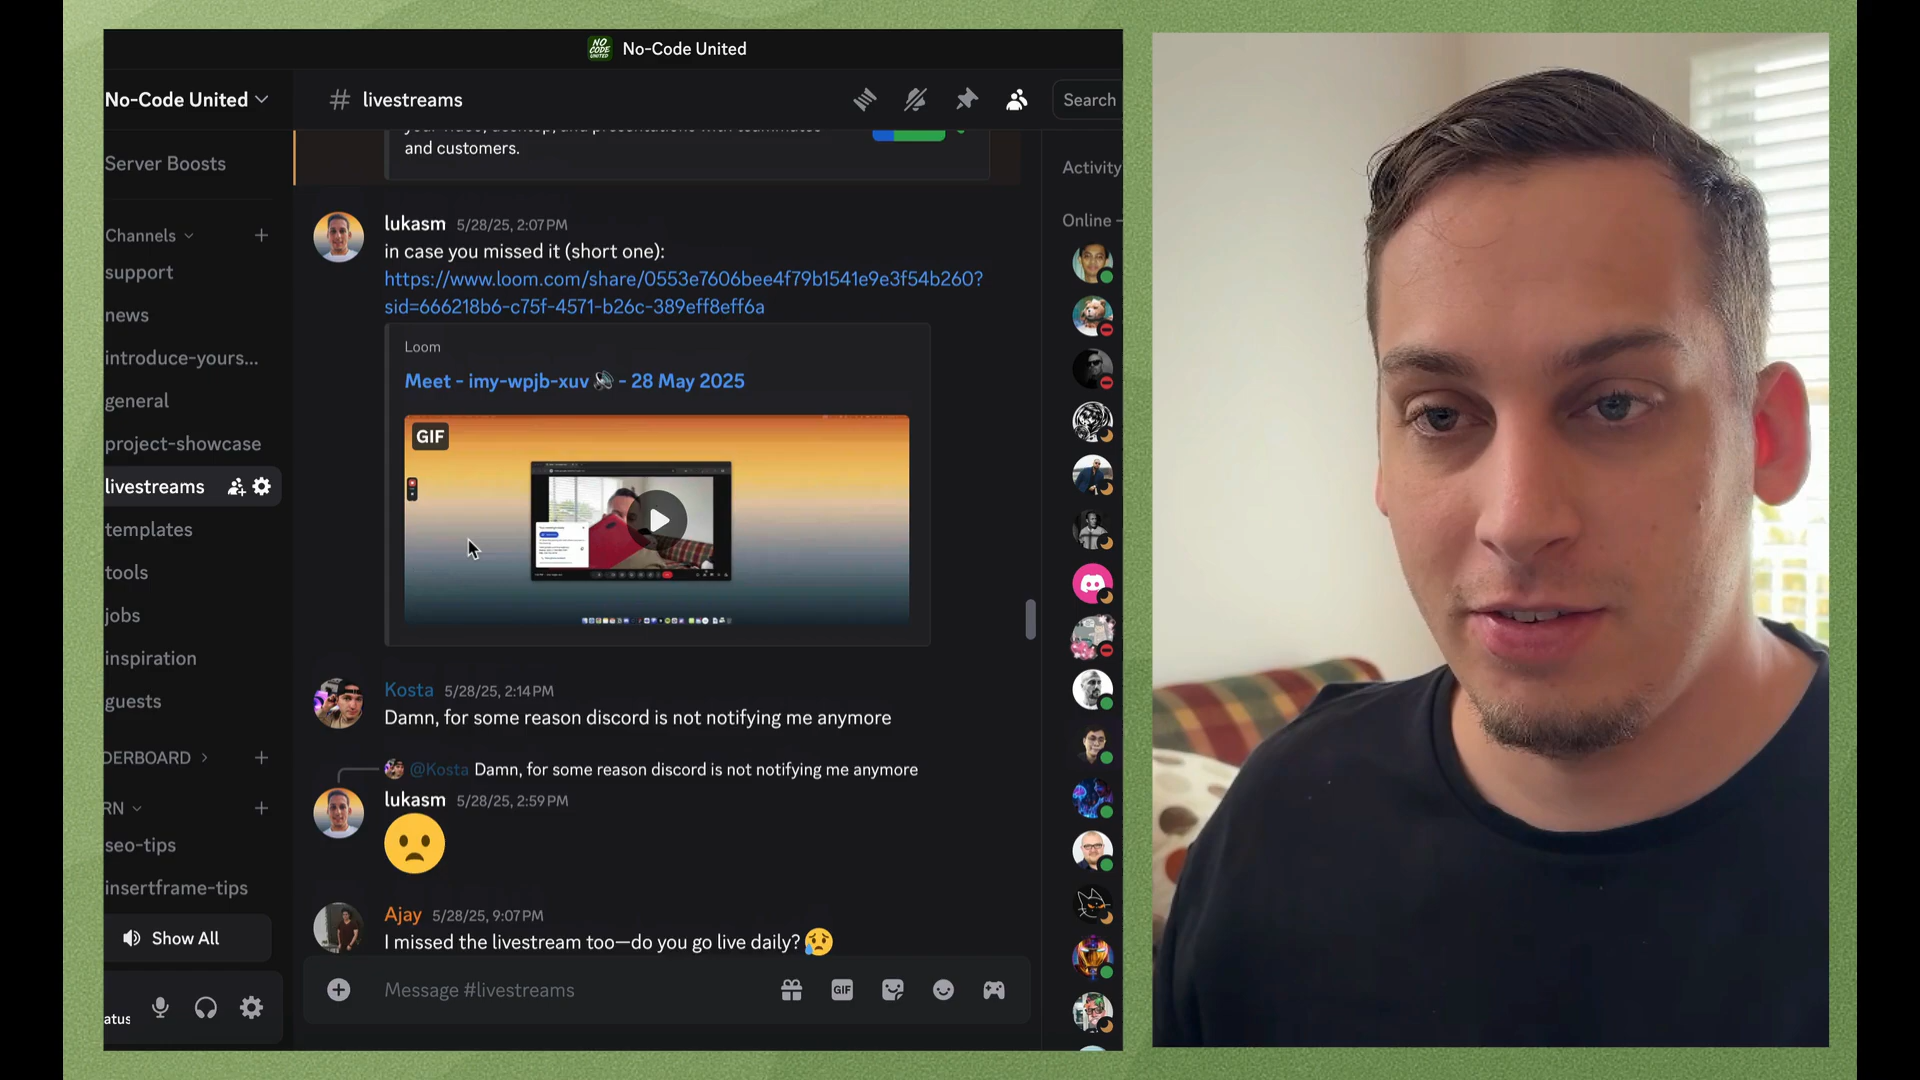 NO CODE UNITED
No-Code United
No-Code United
livestreams
Search
Server Boosts
and customers.
Activity
Online –
Channels
support
news
introduce-yours...
general
project-showcase
livestreams
templates
tools
jobs
inspiration
guests
DERBOARD
RN
seo-tips
insertframe-tips
Show All
atus
lukasm 5/28/25, 2:07 PM
in case you missed it (short one):
https://www.loom.com/share/0553e7606bee4f79b1541e9e3f54b260?
sid=666218b6-c75f-4571-b26c-389eff8eff6a
Loom
Meet - imy-wpjb-xuv 🔊 - 28 May 2025
GIF
Kosta 5/28/25, 2:14 PM
Damn, for some reason discord is not notifying me anymore
@Kosta Damn, for some reason discord is not notifying me anymore
lukasm 5/28/25, 2:59 PM
Ajay 5/28/25, 9:07 PM
I missed the livestream too—do you go live daily? 😥
Message #livestreams
GIF